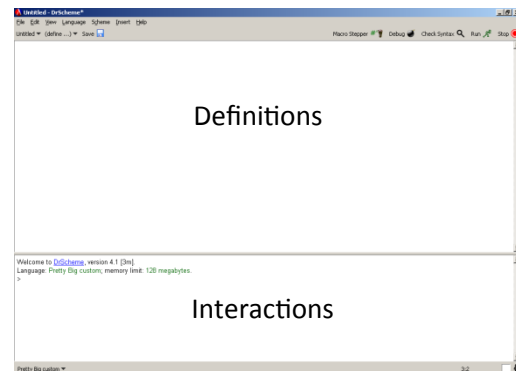 Untitled - DrScheme*
File Edit View Language Scheme Insert Help
Untitled (define ...) Save Macro Stepper Debug Check Syntax Run Stop
Definitions
Welcome to DrScheme, version 4.1 [3m].
Language: Pretty Big custom; memory limit: 128 megabytes.
>
Interactions
Pretty Big custom 3:2